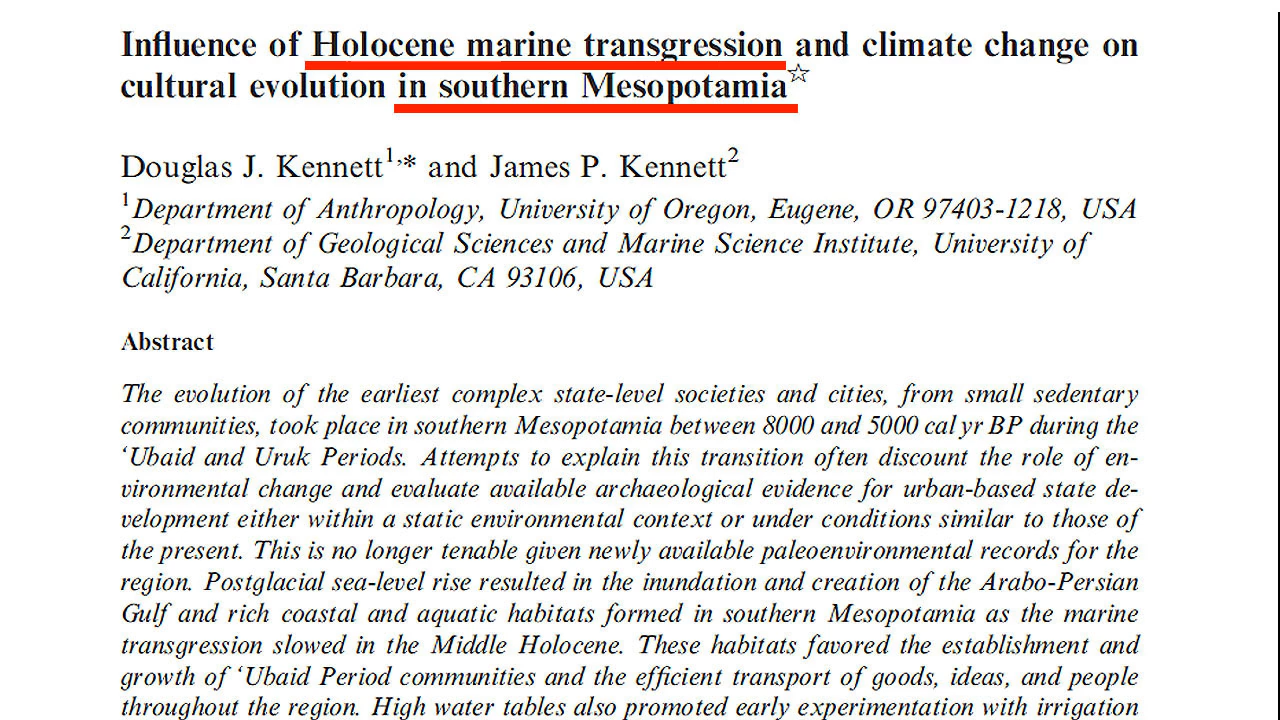 Influence of Holocene marine transgression and climate change on
cultural evolution in southern Mesopotamia☆
Douglas J. Kennett1,* and James P. Kennett2
1Department of Anthropology, University of Oregon, Eugene, OR 97403-1218, USA
2Department of Geological Sciences and Marine Science Institute, University of
California, Santa Barbara, CA 93106, USA
Abstract
The evolution of the earliest complex state-level societies and cities, from small sedentary
communities, took place in southern Mesopotamia between 8000 and 5000 cal yr BP during the
‘Ubaid and Uruk Periods. Attempts to explain this transition often discount the role of en-
vironmental change and evaluate available archaeological evidence for urban-based state de-
velopment either within a static environmental context or under conditions similar to those of
the present. This is no longer tenable given newly available paleoenvironmental records for the
region. Postglacial sea-level rise resulted in the inundation and creation of the Arabo-Persian
Gulf and rich coastal and aquatic habitats formed in southern Mesopotamia as the marine
transgression slowed in the Middle Holocene. These habitats favored the establishment and
growth of ‘Ubaid Period communities and the efficient transport of goods, ideas, and people
throughout the region. High water tables also promoted early experimentation with irrigation